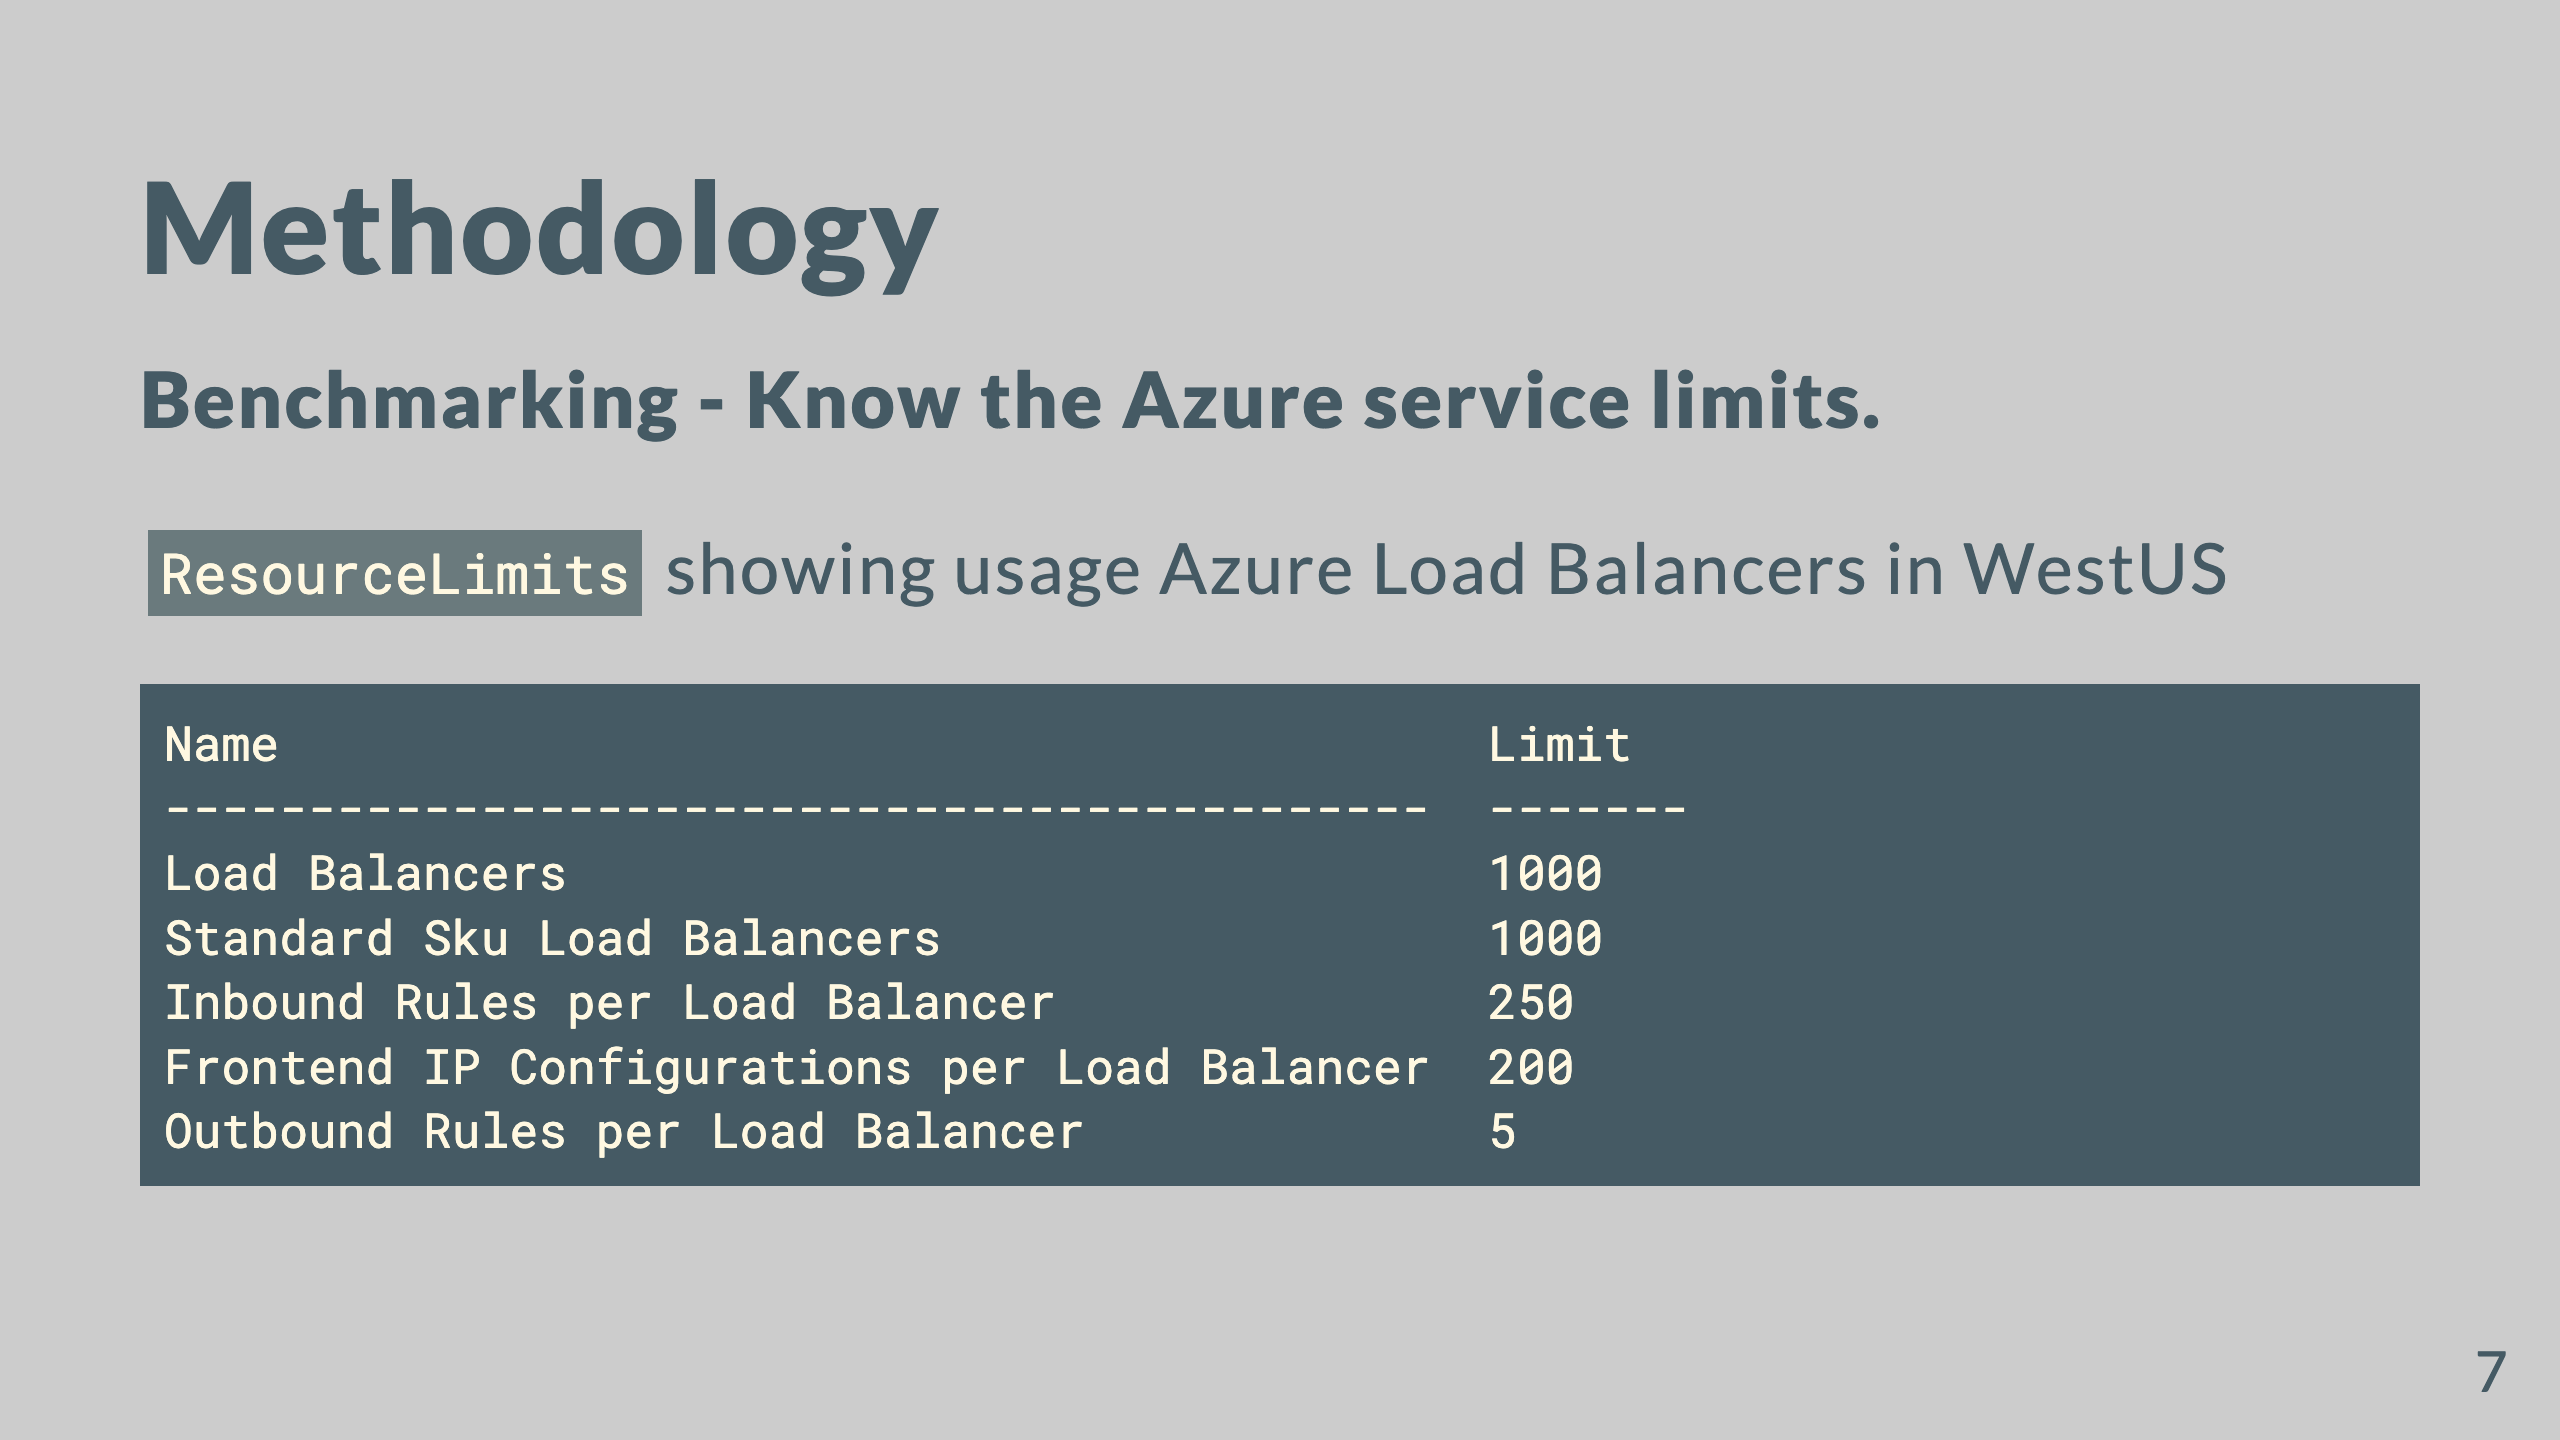 Methodology
Benchmarking - Know the Azure service limits.
ResourceLimits showing usage Azure Load Balancers in WestUS
Name                                          Limit
--------------------------------------------  -------
Load Balancers                                1000
Standard Sku Load Balancers                   1000
Inbound Rules per Load Balancer               250
Frontend IP Configurations per Load Balancer  200
Outbound Rules per Load Balancer              5
7